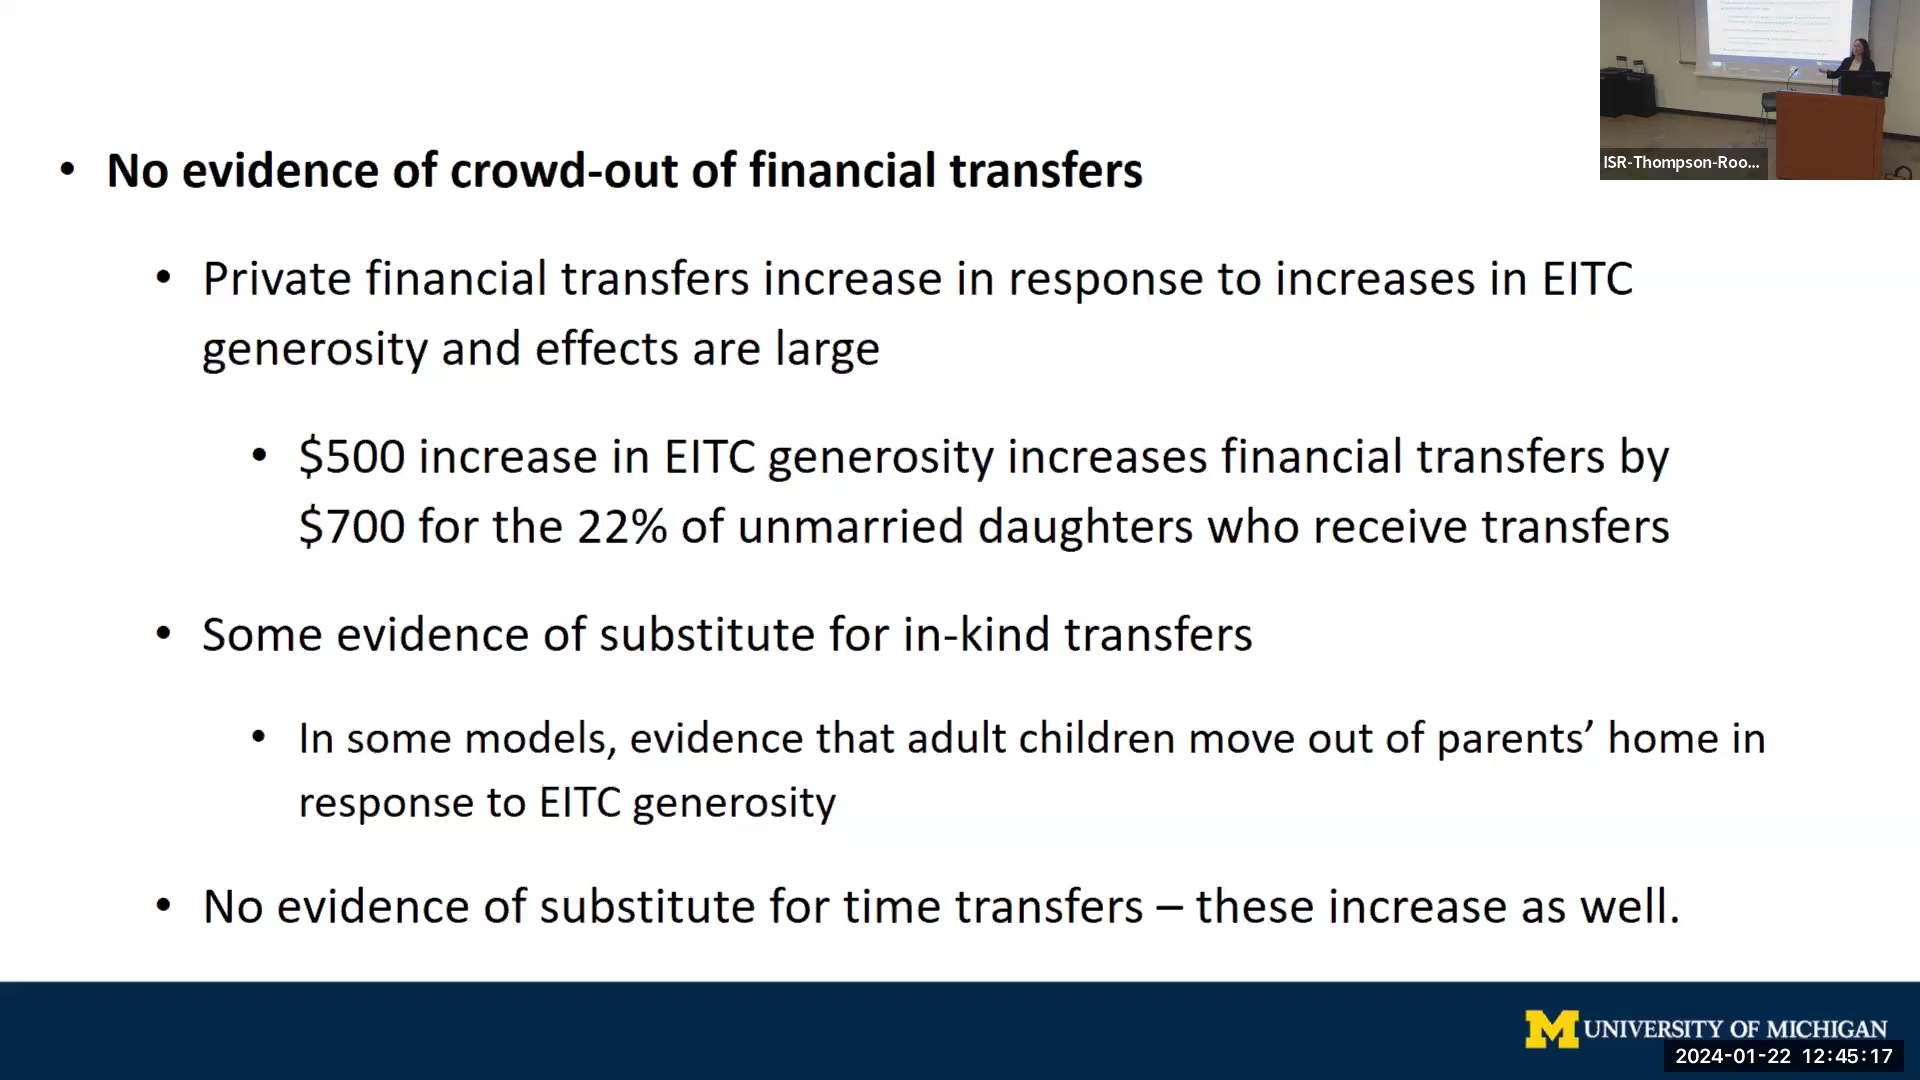 ISR-Thompson-Roo...
• No evidence of crowd-out of financial transfers
• Private financial transfers increase in response to increases in EITC
generosity and effects are large
• $500 increase in EITC generosity increases financial transfers by
$700 for the 22% of unmarried daughters who receive transfers
• Some evidence of substitute for in-kind transfers
• In some models, evidence that adult children move out of parents’ home in
response to EITC generosity
• No evidence of substitute for time transfers – these increase as well.
M UNIVERSITY OF MICHIGAN
2024-01-22 12:45:17